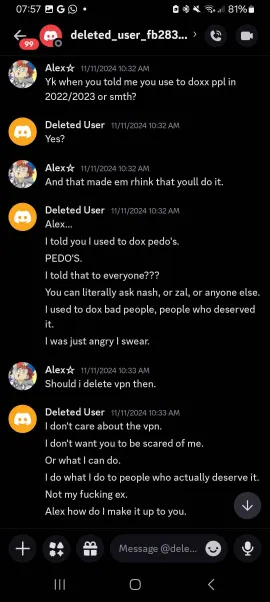 07:57
81%
99
deleted_user_fb283...
Alex☆ 11/11/2024 10:32 AM
Yk when you told me you use to doxx ppl in
2022/2023 or smth?
Deleted User 11/11/2024 10:32 AM
Yes?
Alex☆ 11/11/2024 10:32 AM
And that made em rhink that youll do it.
Deleted User 11/11/2024 10:32 AM
Alex...
I told you I used to dox pedo's.
PEDO'S.
I told that to everyone???
You can literally ask nash, or zal, or anyone else.
I used to dox bad people, people who deserved
it.
I was just angry I swear.
Alex☆ 11/11/2024 10:33 AM
Should i delete vpn then.
Deleted User 11/11/2024 10:33 AM
I don't care about the vpn.
I don't want you to be scared of me.
Or what I can do.
I do what I do to people who actually deserve it.
Not my fucking ex.
Alex how do I make it up to you.
Message @dele...